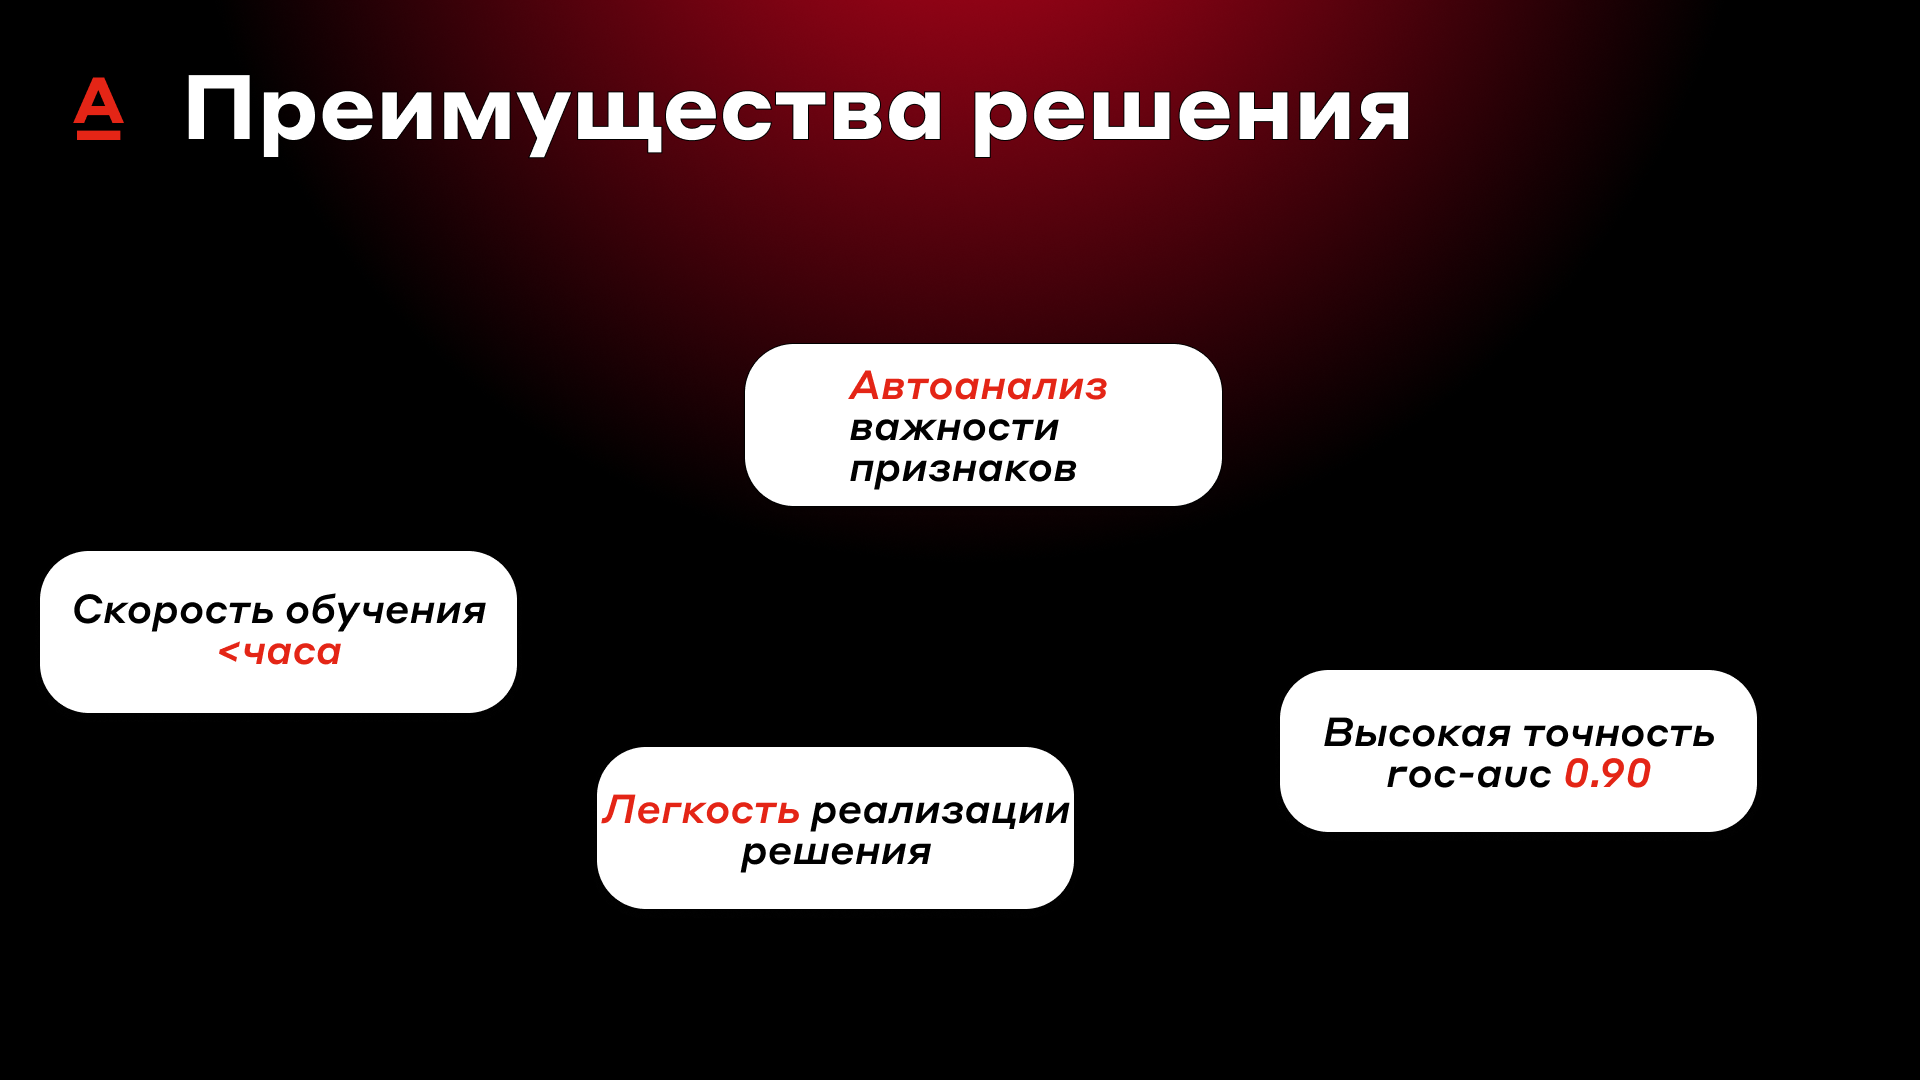 А Преимущества решения
Автоанализ
важности
признаков
Скорость обучения
<часа
Легкость реализации
решения
Высокая точность
roc-auc 0.90